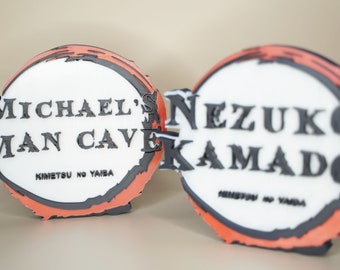 MICHAEL'S
MAN CAVE
KIMETSU NO YAIBA
NEZUKO
KAMADO
KIMETSU NO YAIBA